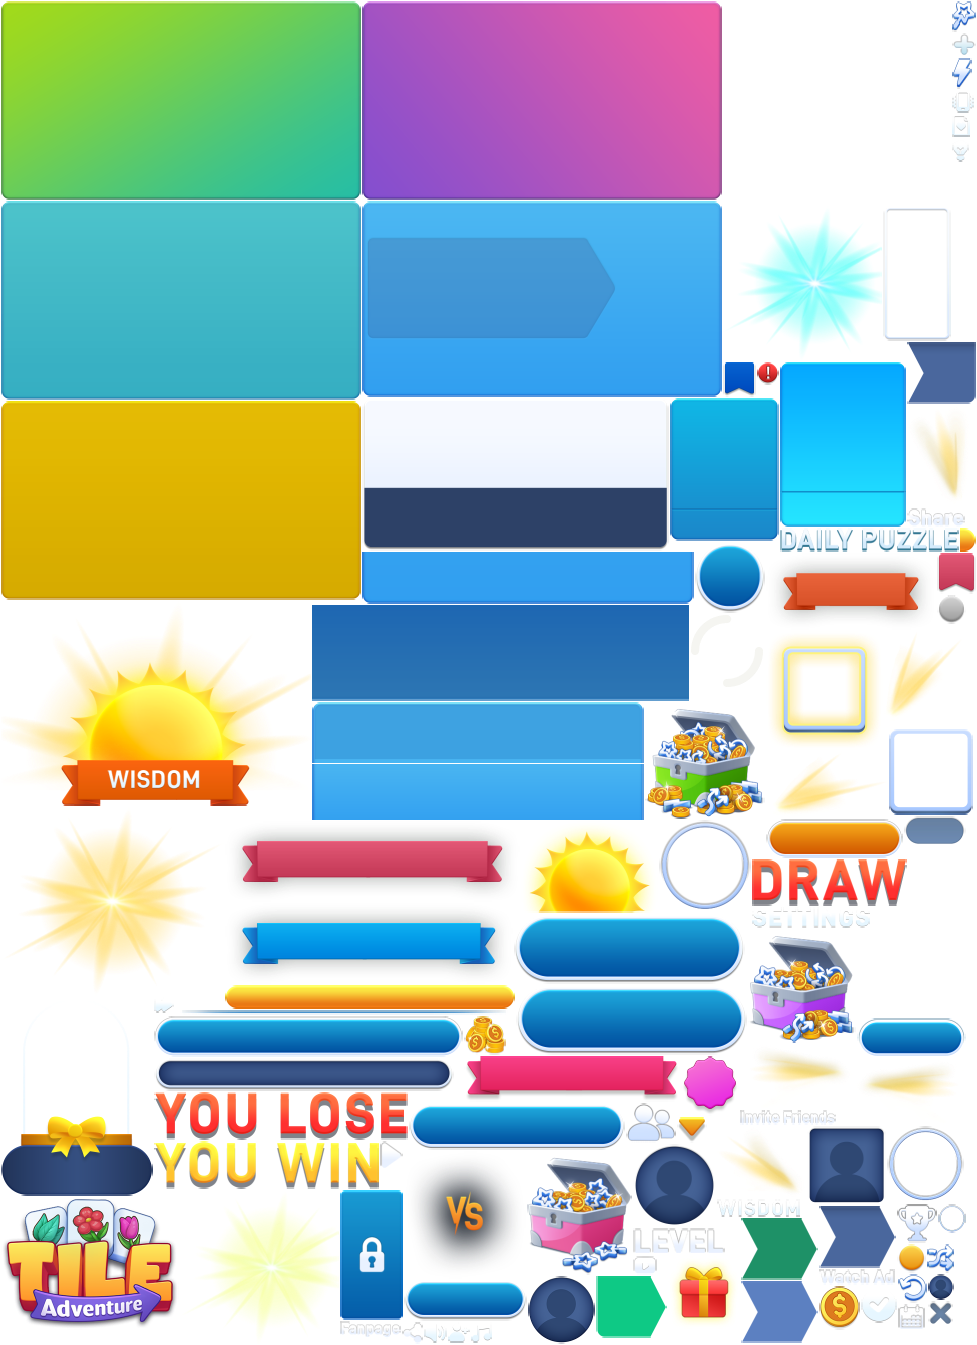 Share
DAILY PUZZLE
WISDOM
DRAW
SETTINGS
YOU LOSE
Invite Friends
YOU WIN
WISDOM
VS
LEVEL
TILE
Adventure
Watch Ad
Fanpage